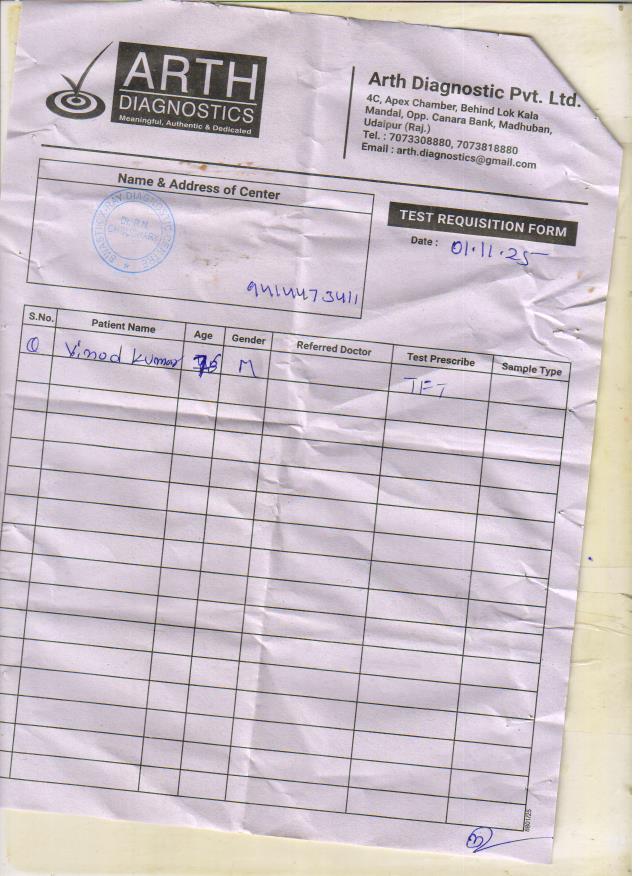 ARTH
DIAGNOSTICS
Meaningful, Authentic & Dedicated
Arth Diagnostic Pvt. Ltd.
4C, Apex Chamber, Behind Lok Kala
Mandal, Opp. Canara Bank, Madhuban,
Udaipur (Raj.)
Tel. : 7073308880, 7073818880
Email : arth.diagnostics@gmail.com
Name & Address of Center
DIAGNOSTIC
9414473411
TEST REQUISITION FORM
Date : 01.11.25
S.No. Patient Name Age Gender Referred Doctor Test Prescribe Sample Type
① Vinod Kumar M TFT